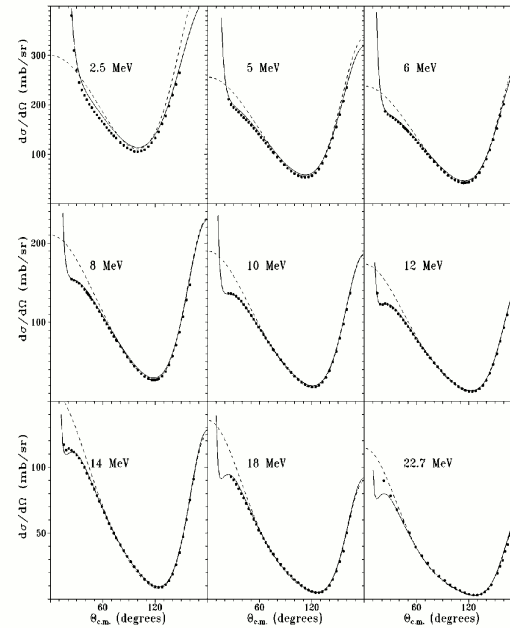 dσ/dΩ (mb/sr)
300
200
100
2.5 MeV
5 MeV
6 MeV
dσ/dΩ (mb/sr)
200
100
8 MeV
10 MeV
12 MeV
dσ/dΩ (mb/sr)
100
50
14 MeV
18 MeV
22.7 MeV
60 120
60 120
60 120
θc.m. (degrees)
θc.m. (degrees)
θc.m. (degrees)